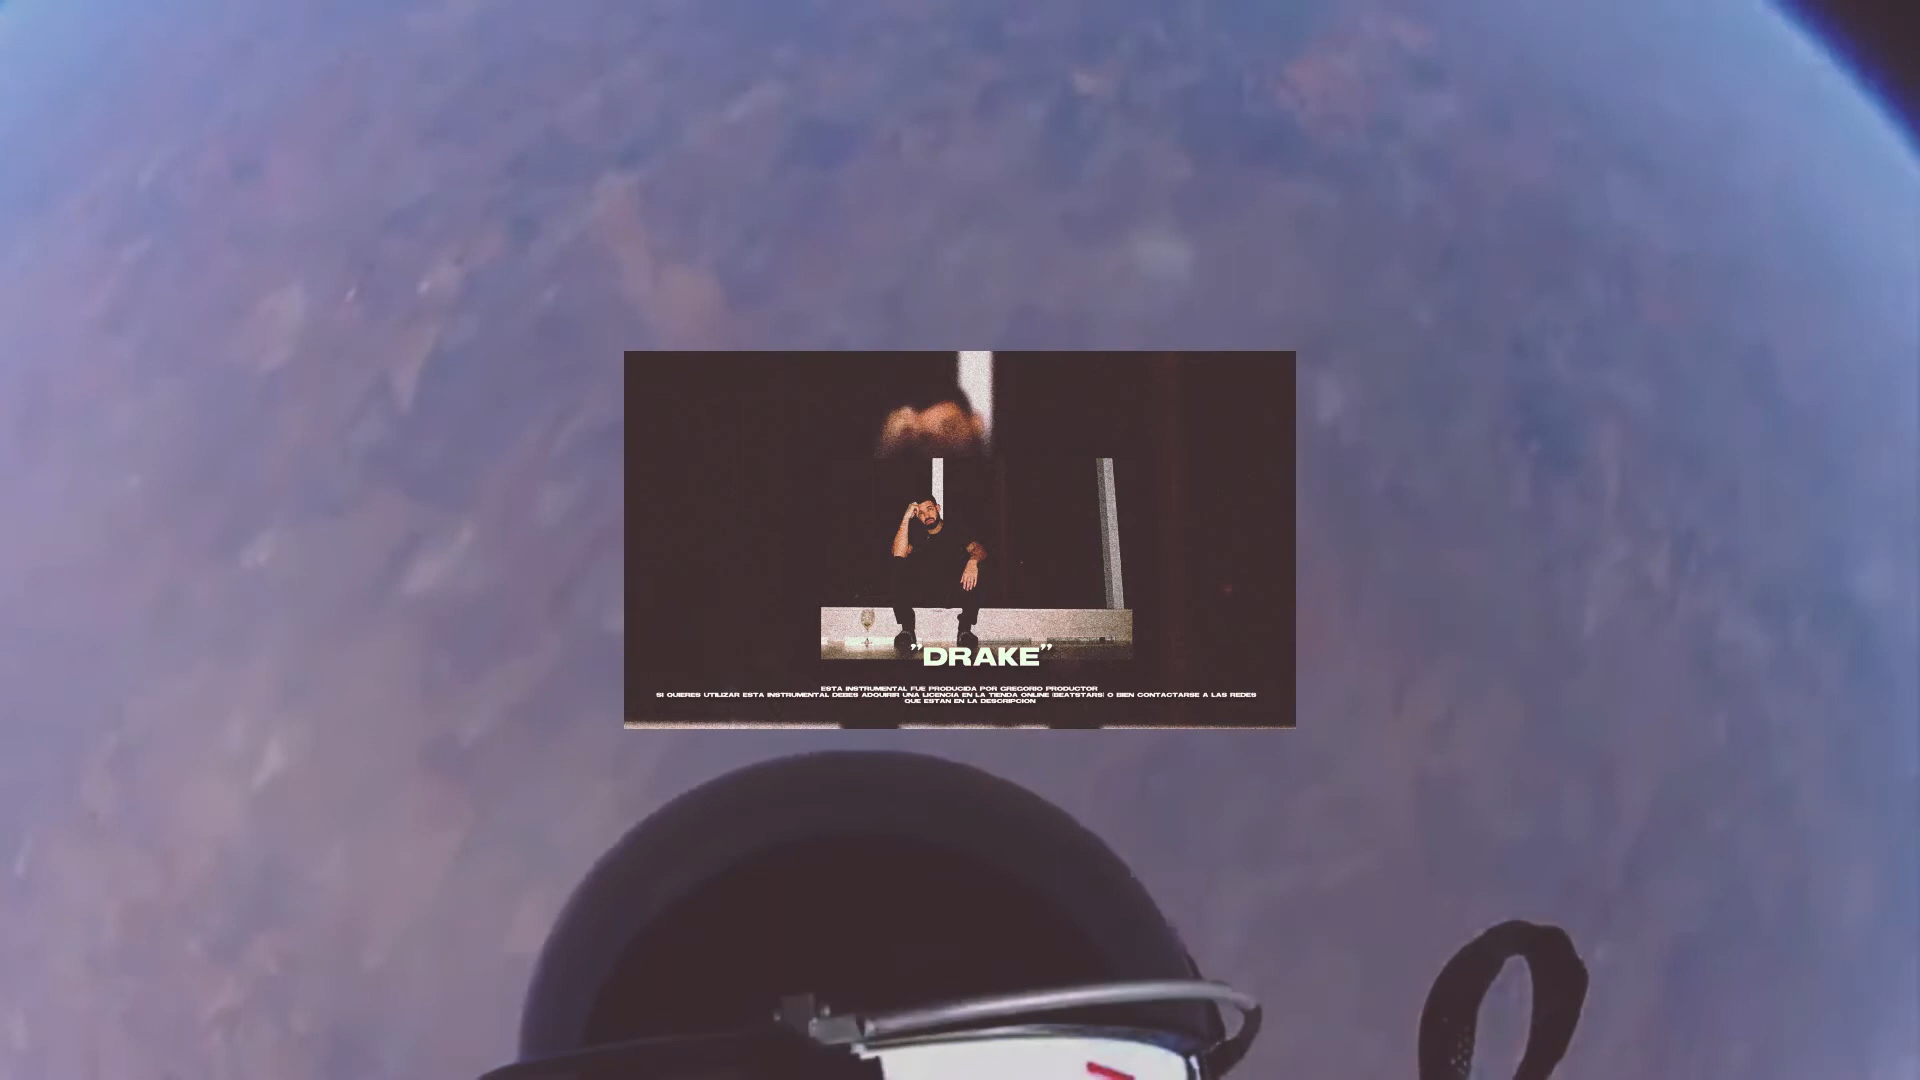 "DRAKE"
ESTA INSTRUMENTAL FUE PRODUCIDA POR GREGORIO PRODUCTOR
SI QUIERES UTILIZAR ESTA INSTRUMENTAL DEBES ADQUIRIR UNA LICENCIA EN LA TIENDA ONLINE (BEATSTARS) O BIEN CONTACTARSE A LAS REDES
QUE ESTAN EN LA DESCRIPCION